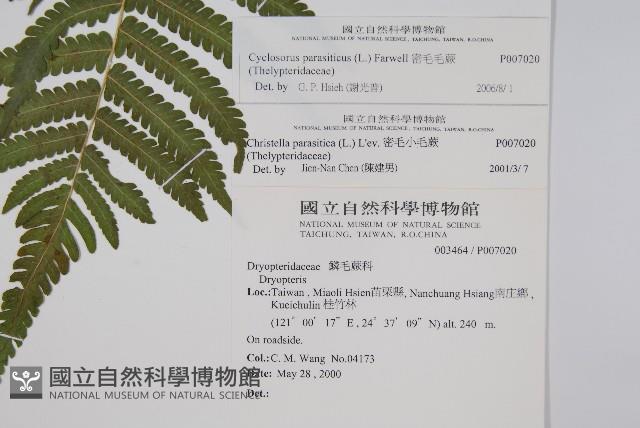 國立自然科學博物館
NATIONAL MUSEUM OF NATURAL SCIENCE, TAICHUNG, TAIWAN, R.O.CHINA
Cyclosorus parasiticus (L.) Farwell 密毛毛蕨 P007020
(Thelypteridaceae)
Det. by G. P. Hsieh (謝光普) 2006/8/1
國立自然科學博物館
NATIONAL MUSEUM OF NATURAL SCIENCE, TAICHUNG, TAIWAN, R.O.CHINA
Christella parasitica (L.) L'ev. 密毛小毛蕨 P007020
(Thelypteridaceae)
Det. by Jien-Nan Chen (陳建男) 2001/3/7
國立自然科學博物館
NATIONAL MUSEUM OF NATURAL SCIENCE
TAICHUNG, TAIWAN, R.O.CHINA
003464 / P007020
Dryopteridaceae 鱗毛蕨科
Dryopteris
Loc.:Taiwan, Miaoli Hsien苗栗縣, Nanchuang Hsiang南庄鄉,
Kueichulin 桂竹林
(121° 00' 17" E, 24° 37' 09" N) alt. 240 m.
On roadside.
Col.: C. M. Wang No.04173
Date: May 28, 2000
Det.:
國立自然科學博物館
NATIONAL MUSEUM OF NATURAL SCIENCE